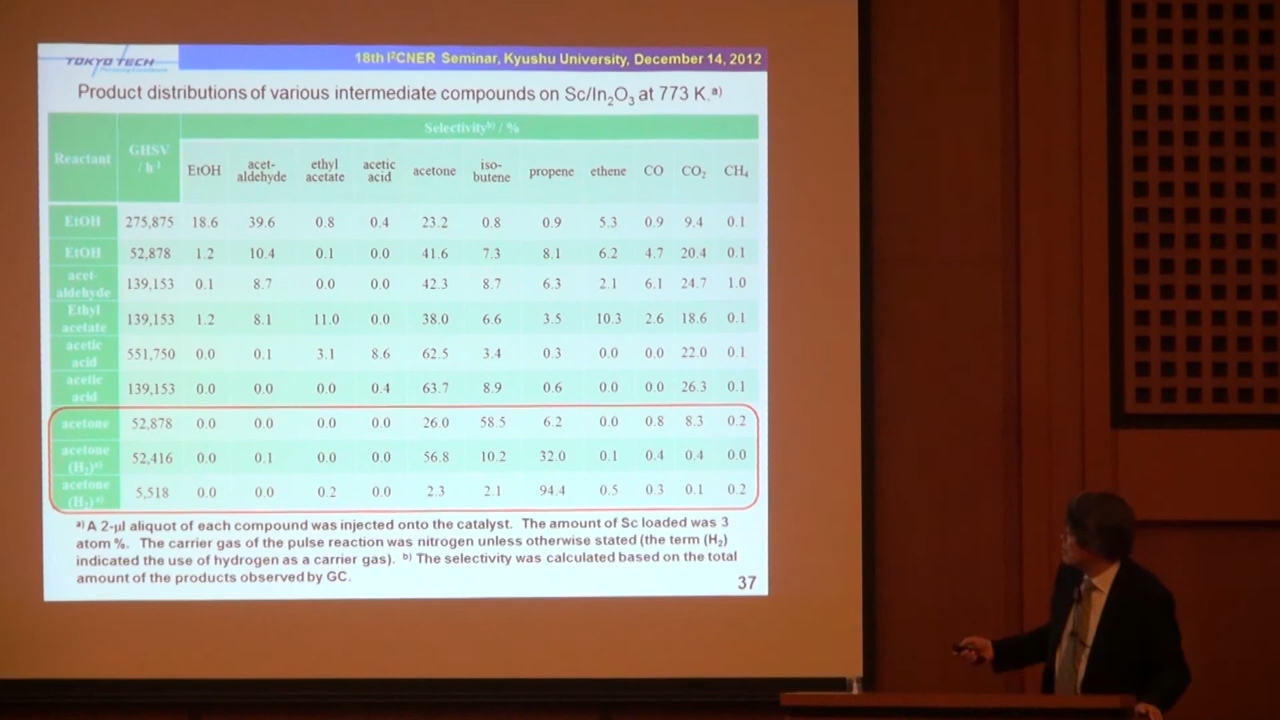 TOKYO TECH
18th I²CNER Seminar, Kyushu University, December 14, 2012
Product distributions of various intermediate compounds on Sc/In₂O₃ at 773 K.ᵃ⁾
Reactant GHSV / h⁻¹ Selectivityᵇ⁾ / %
EtOH acet-aldehyde ethyl acetate acetic acid acetone iso-butene propene ethene CO CO₂ CH₄
EtOH 275,875 18.6 39.6 0.8 0.4 23.2 0.8 0.9 5.3 0.9 9.4 0.1
EtOH 52,878 1.2 10.4 0.1 0.0 41.6 7.3 8.1 6.2 4.7 20.4 0.1
acet-aldehyde 139,153 0.1 8.7 0.0 0.0 42.3 8.7 6.3 2.1 6.1 24.7 1.0
Ethyl acetate 139,153 1.2 8.1 11.0 0.0 38.0 6.6 3.5 10.3 2.6 18.6 0.1
acetic acid 551,750 0.0 0.1 3.1 8.6 62.5 3.4 0.3 0.0 0.0 22.0 0.1
acetic acid 139,153 0.0 0.0 0.0 0.4 63.7 8.9 0.6 0.0 0.0 26.3 0.1
acetone 52,878 0.0 0.0 0.0 0.0 26.0 58.5 6.2 0.0 0.8 8.3 0.2
acetone (H₂)ᵃ⁾ 52,416 0.0 0.1 0.0 0.0 56.8 10.2 32.0 0.1 0.4 0.4 0.0
acetone (H₂)ᵃ⁾ 5,518 0.0 0.0 0.2 0.0 2.3 2.1 94.4 0.5 0.3 0.1 0.2
ᵃ⁾ A 2-μl aliquot of each compound was injected onto the catalyst. The amount of Sc loaded was 3
atom %. The carrier gas of the pulse reaction was nitrogen unless otherwise stated (the term (H₂)
indicated the use of hydrogen as a carrier gas). ᵇ⁾ The selectivity was calculated based on the total
amount of the products observed by GC.
37